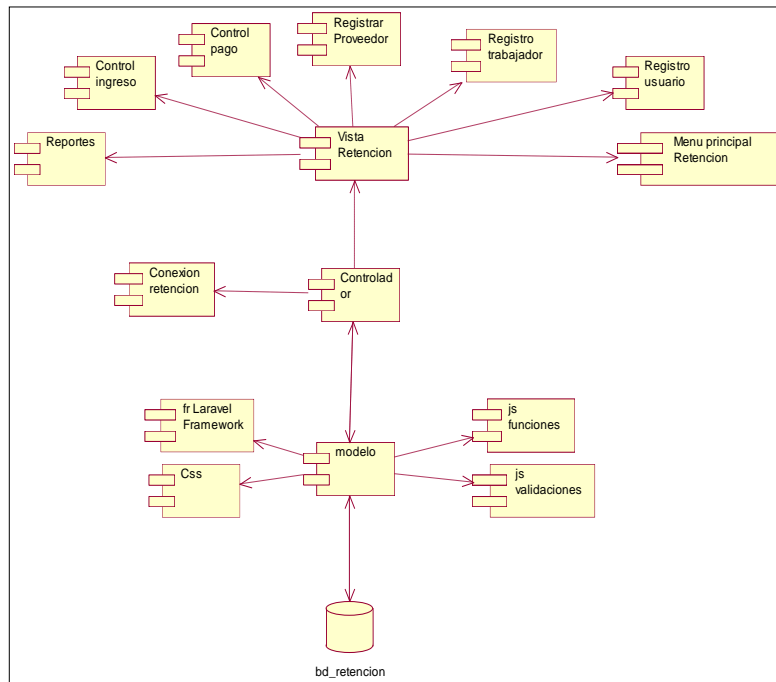 Registrar
Proveedor
Control
pago
Registro
trabajador
Control
ingreso
Registro
usuario
Reportes
Vista
Retencion
Menu principal
Retencion
Conexion
retencion
Controlad
or
fr Laravel
Framework
js
funciones
modelo
Css
js
validaciones
bd_retencion